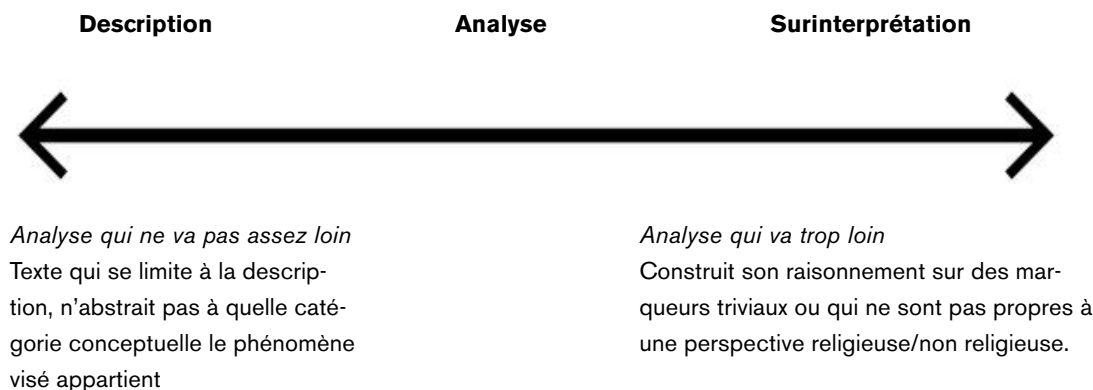 Description Analyse Surinterprétation
Analyse qui ne va pas assez loin
Texte qui se limite à la descrip-
tion, n’abstrait pas à quelle caté-
gorie conceptuelle le phénomène
visé appartient
Analyse qui va trop loin
Construit son raisonnement sur des mar-
queurs triviaux ou qui ne sont pas propres à
une perspective religieuse/non religieuse.